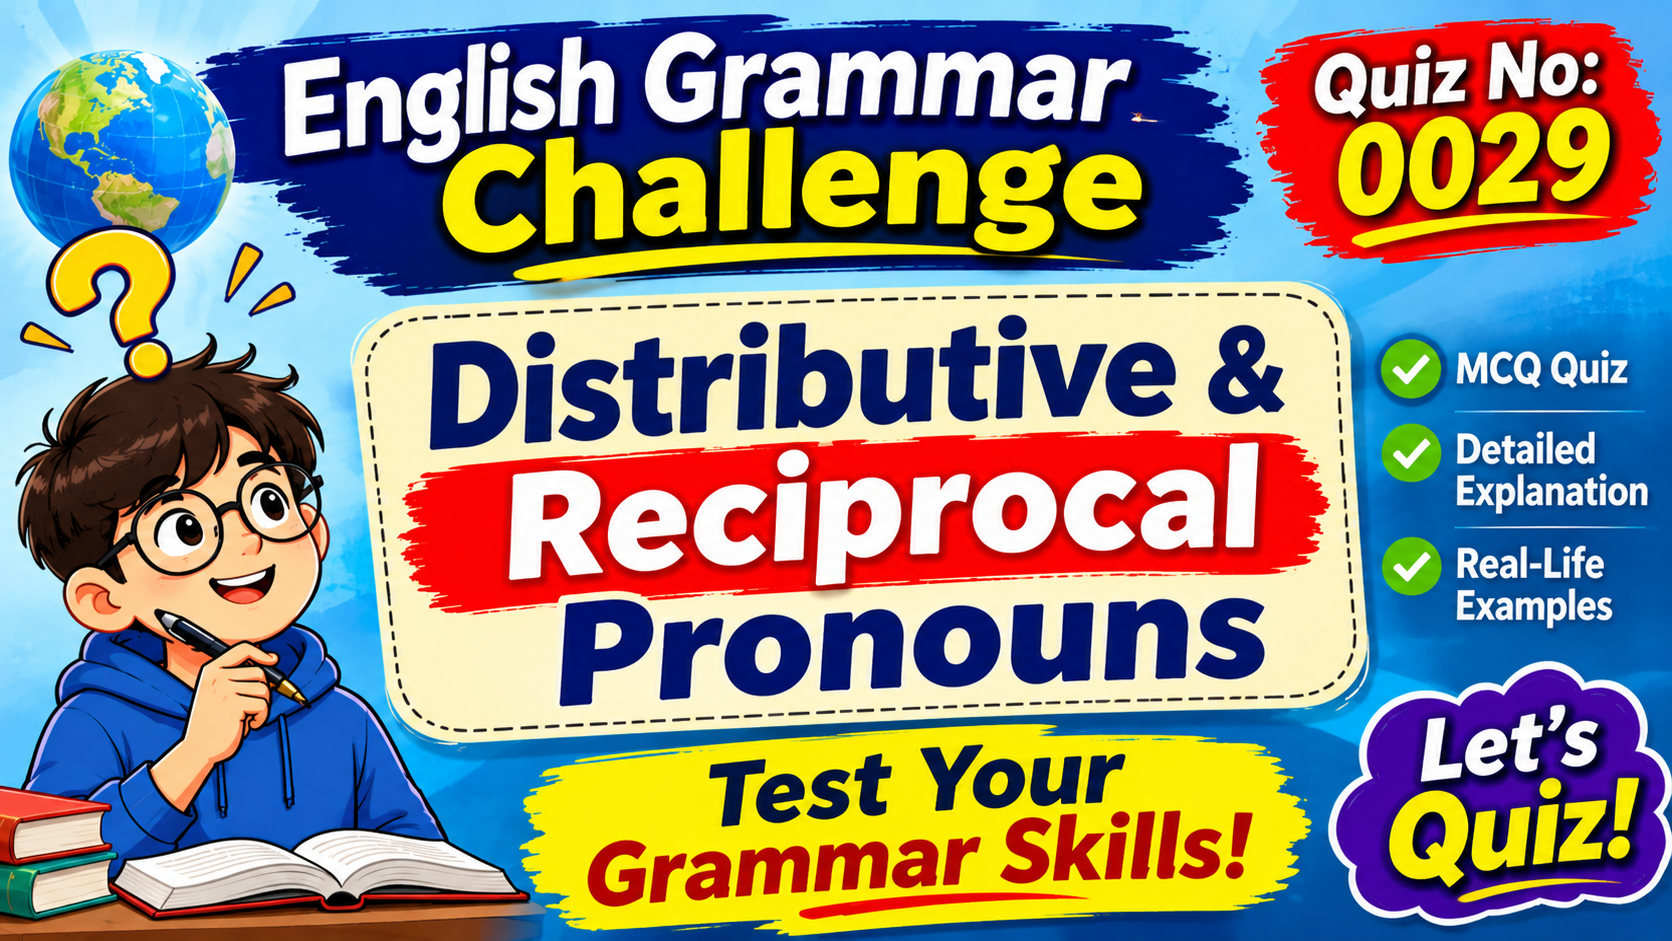 English Grammar
Challenge
Quiz No:
0029
Distributive &
Reciprocal
Pronouns
MCQ Quiz
Detailed
Explanation
Real-Life
Examples
Test Your
Grammar Skills!
Let's
Quiz!